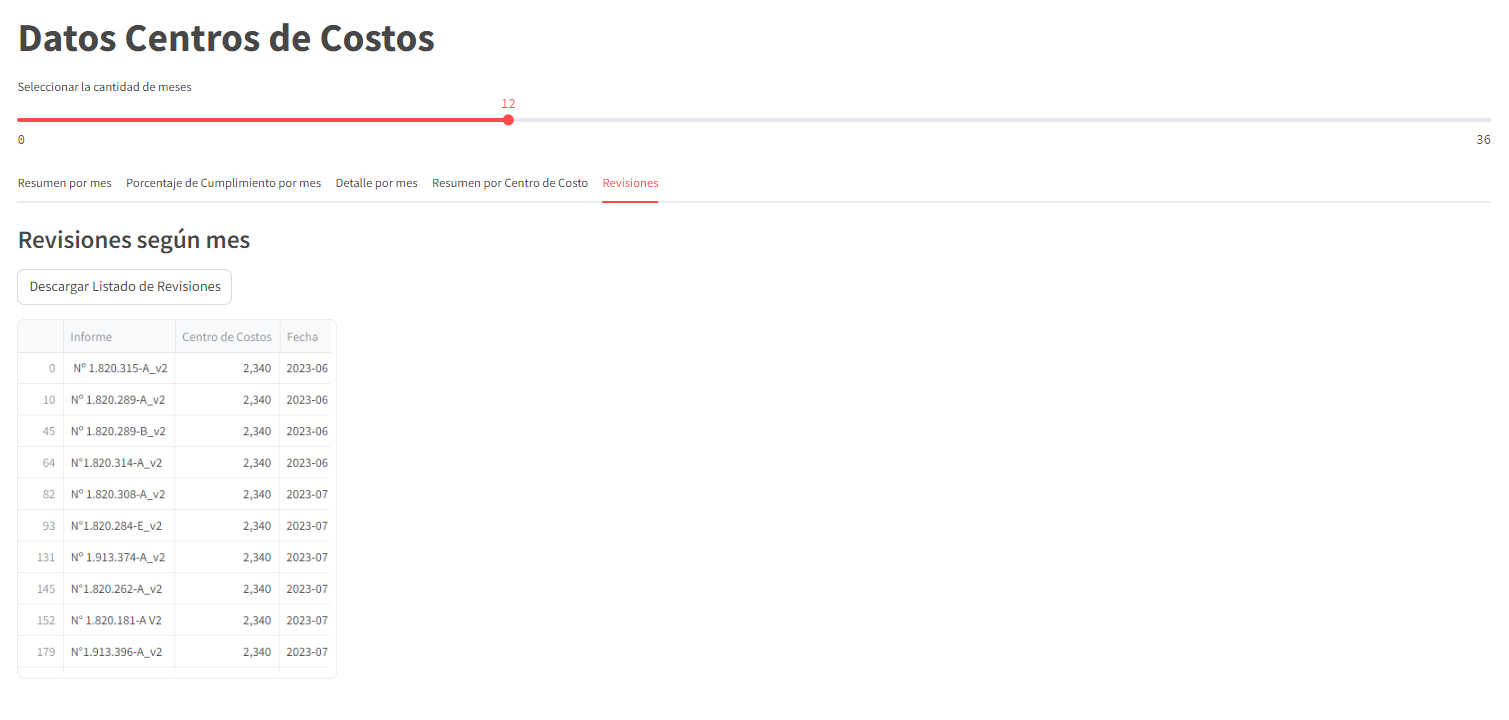 Datos Centros de Costos
Seleccionar la cantidad de meses
12
0 36
Resumen por mes Porcentaje de Cumplimiento por mes Detalle por mes Resumen por Centro de Costo Revisiones
Revisiones según mes
Descargar Listado de Revisiones
Informe Centro de Costos Fecha
0 Nº 1.820.315-A_v2 2,340 2023-06
10 Nº 1.820.289-A_v2 2,340 2023-06
45 Nº 1.820.289-B_v2 2,340 2023-06
64 N°1.820.314-A_v2 2,340 2023-06
82 Nº 1.820.308-A_v2 2,340 2023-07
93 N°1.820.284-E_v2 2,340 2023-07
131 Nº 1.913.374-A_v2 2,340 2023-07
145 N°1.820.262-A_v2 2,340 2023-07
152 N° 1.820.181-A V2 2,340 2023-07
179 N°1.913.396-A_v2 2,340 2023-07